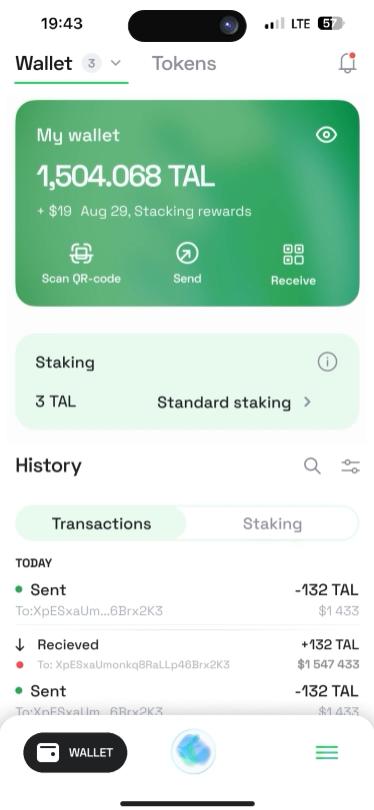 19:43 LTE 57
Wallet 3 Tokens
My wallet
1,504.068 TAL
+ $19 Aug 29, Stacking rewards
Scan QR-code Send Receive
Staking
3 TAL Standard staking
History
Transactions Staking
TODAY
Sent -132 TAL
To:XpESxaUm...6Brx2K3 $1 433
Recieved +132 TAL
To: XpESxaUmonkq8RaLLp46Brx2K3 $1 547 433
Sent -132 TAL
To:XpESxaUm...6Brx2K3 $1 433
WALLET